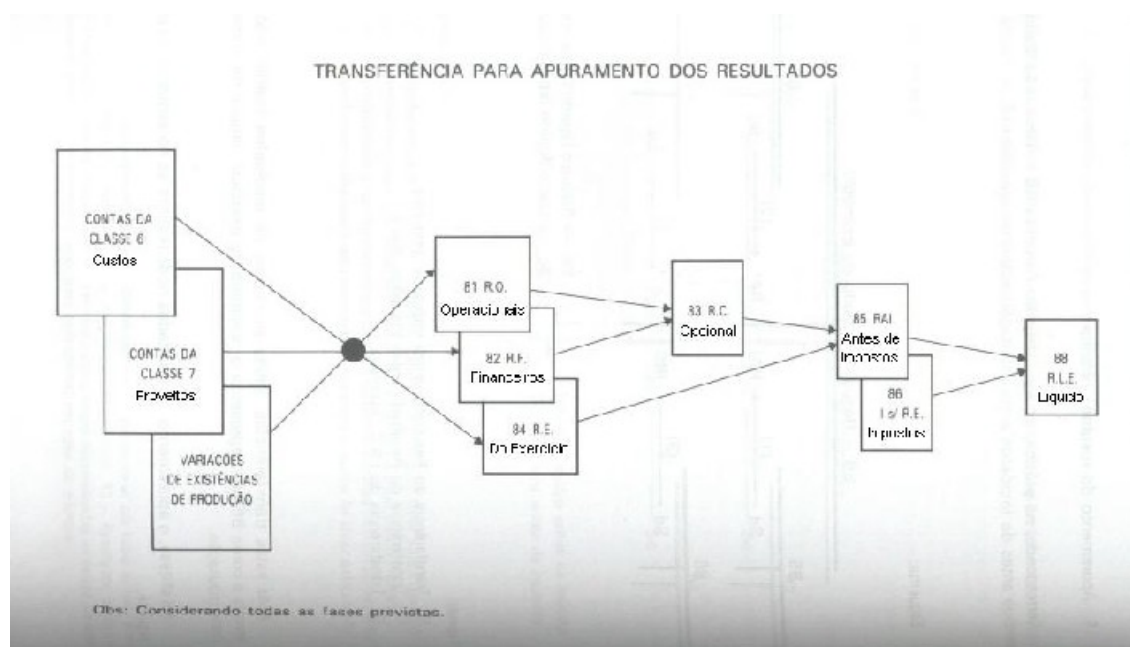 TRANSFERÊNCIA PARA APURAMENTO DOS RESULTADOS
CONTAS DA
CLASSE 6
Custos
CONTAS DA
CLASSE 7
Proveitos
VARIAÇÕES
DE EXISTÊNCIAS
DE PRODUÇÃO
81 R.O.
Operacionais
82 R.F.
Financeiros
84 R.E.
Do Exercício
83 R.C.
Opcional
85 RAI
Antes de
Impostos
86
I s/ R.E.
Impostos
88
R.L.E.
Líquido
Obs: Considerando todas as fases previstas.